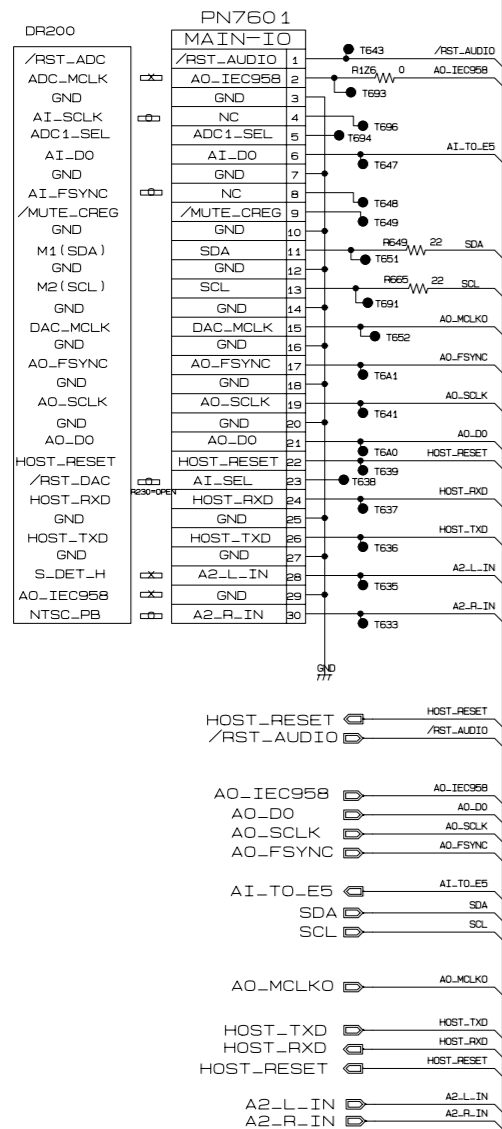 DR200
PN7601
MAIN-IO
/RST_ADC /RST_AUDIO 1 T643 /RST_AUDIO
ADC_MCLK X AO_IEC958 2 R1Z6 0 AO_IEC958
T693
GND GND 3
AI_SCLK O NC 4 T696
ADC1_SEL ADC1_SEL 5 T694
AI_DO AI_DO 6 T647 AI_TO_E5
GND GND 7
AI_FSYNC O NC 8 T648
/MUTE_CREG /MUTE_CREG 9 T649
GND GND 10
M1(SDA) SDA 11 T651 R649 22 SDA
GND GND 12
M2(SCL) SCL 13 T691 R665 22 SCL
GND GND 14
DAC_MCLK DAC_MCLK 15 T652 AO_MCLKO
GND GND 16
AO_FSYNC AO_FSYNC 17 T6A1 AO_FSYNC
GND GND 18
AO_SCLK AO_SCLK 19 T641 AO_SCLK
GND GND 20
AO_DO AO_DO 21 T6A0 AO_DO
HOST_RESET HOST_RESET 22 T639 HOST_RESET
/RST_DAC O AI_SEL 23 T638
R230=OPEN
HOST_RXD HOST_RXD 24 T637 HOST_RXD
GND GND 25
HOST_TXD HOST_TXD 26 T636 HOST_TXD
GND GND 27
S_DET_H X A2_L_IN 28 T635 A2_L_IN
AO_IEC958 X GND 29
NTSC_PB O A2_R_IN 30 T633 A2_R_IN
GND
HOST_RESET HOST_RESET
/RST_AUDIO /RST_AUDIO
AO_IEC958 AO_IEC958
AO_DO AO_DO
AO_SCLK AO_SCLK
AO_FSYNC AO_FSYNC
AI_TO_E5 AI_TO_E5
SDA SDA
SCL SCL
AO_MCLKO AO_MCLKO
HOST_TXD HOST_TXD
HOST_RXD HOST_RXD
HOST_RESET HOST_RESET
A2_L_IN A2_L_IN
A2_R_IN A2_R_IN